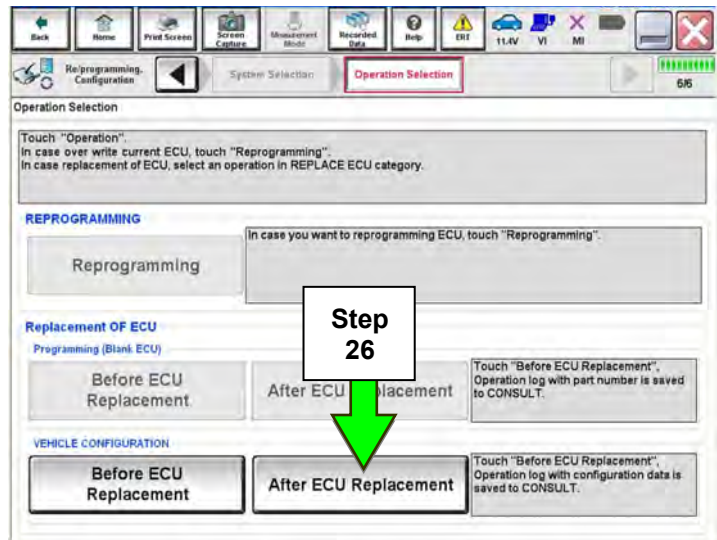 Back
Home
Print Screen
Screen Capture
Measurement Mode
Recorded Data
Help
ERT
11.4V
VI
MI
Re/programming, Configuration
System Selection
Operation Selection
6/6
Operation Selection
Touch "Operation".
In case over write current ECU, touch "Reprogramming".
In case replacement of ECU, select an operation in REPLACE ECU category.
REPROGRAMMING
Reprogramming
In case you want to reprogramming ECU, touch "Reprogramming".
Step
26
Replacement OF ECU
Programming (Blank ECU)
Before ECU
Replacement
After ECU lacement
Touch "Before ECU Replacement",
Operation log with part number is saved
to CONSULT.
VEHICLE CONFIGURATION
Before ECU
Replacement
After ECU Replacement
Touch "Before ECU Replacement",
Operation log with configuration data is
saved to CONSULT.